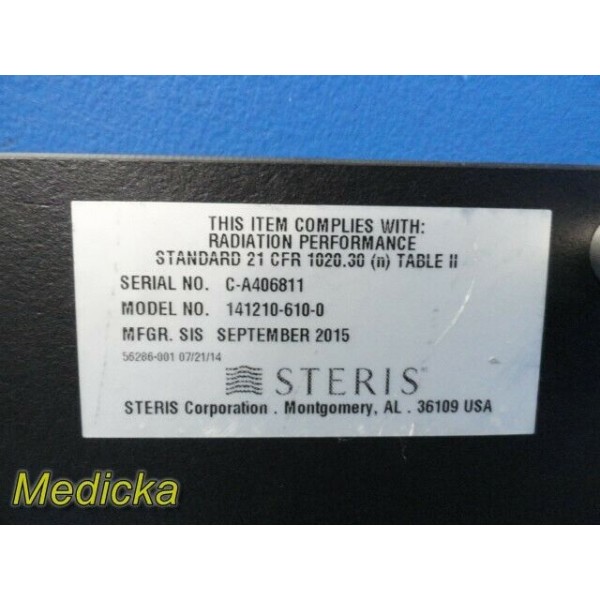 THIS ITEM COMPLIES WITH:
RADIATION PERFORMANCE
STANDARD 21 CFR 1020.30 (n) TABLE II
SERIAL NO. C-A406811
MODEL NO. 141210-610-0
MFGR. SIS SEPTEMBER 2015
56286-001 07/21/14
STERIS®
STERIS Corporation . Montgomery, AL . 36109 USA
Medicka